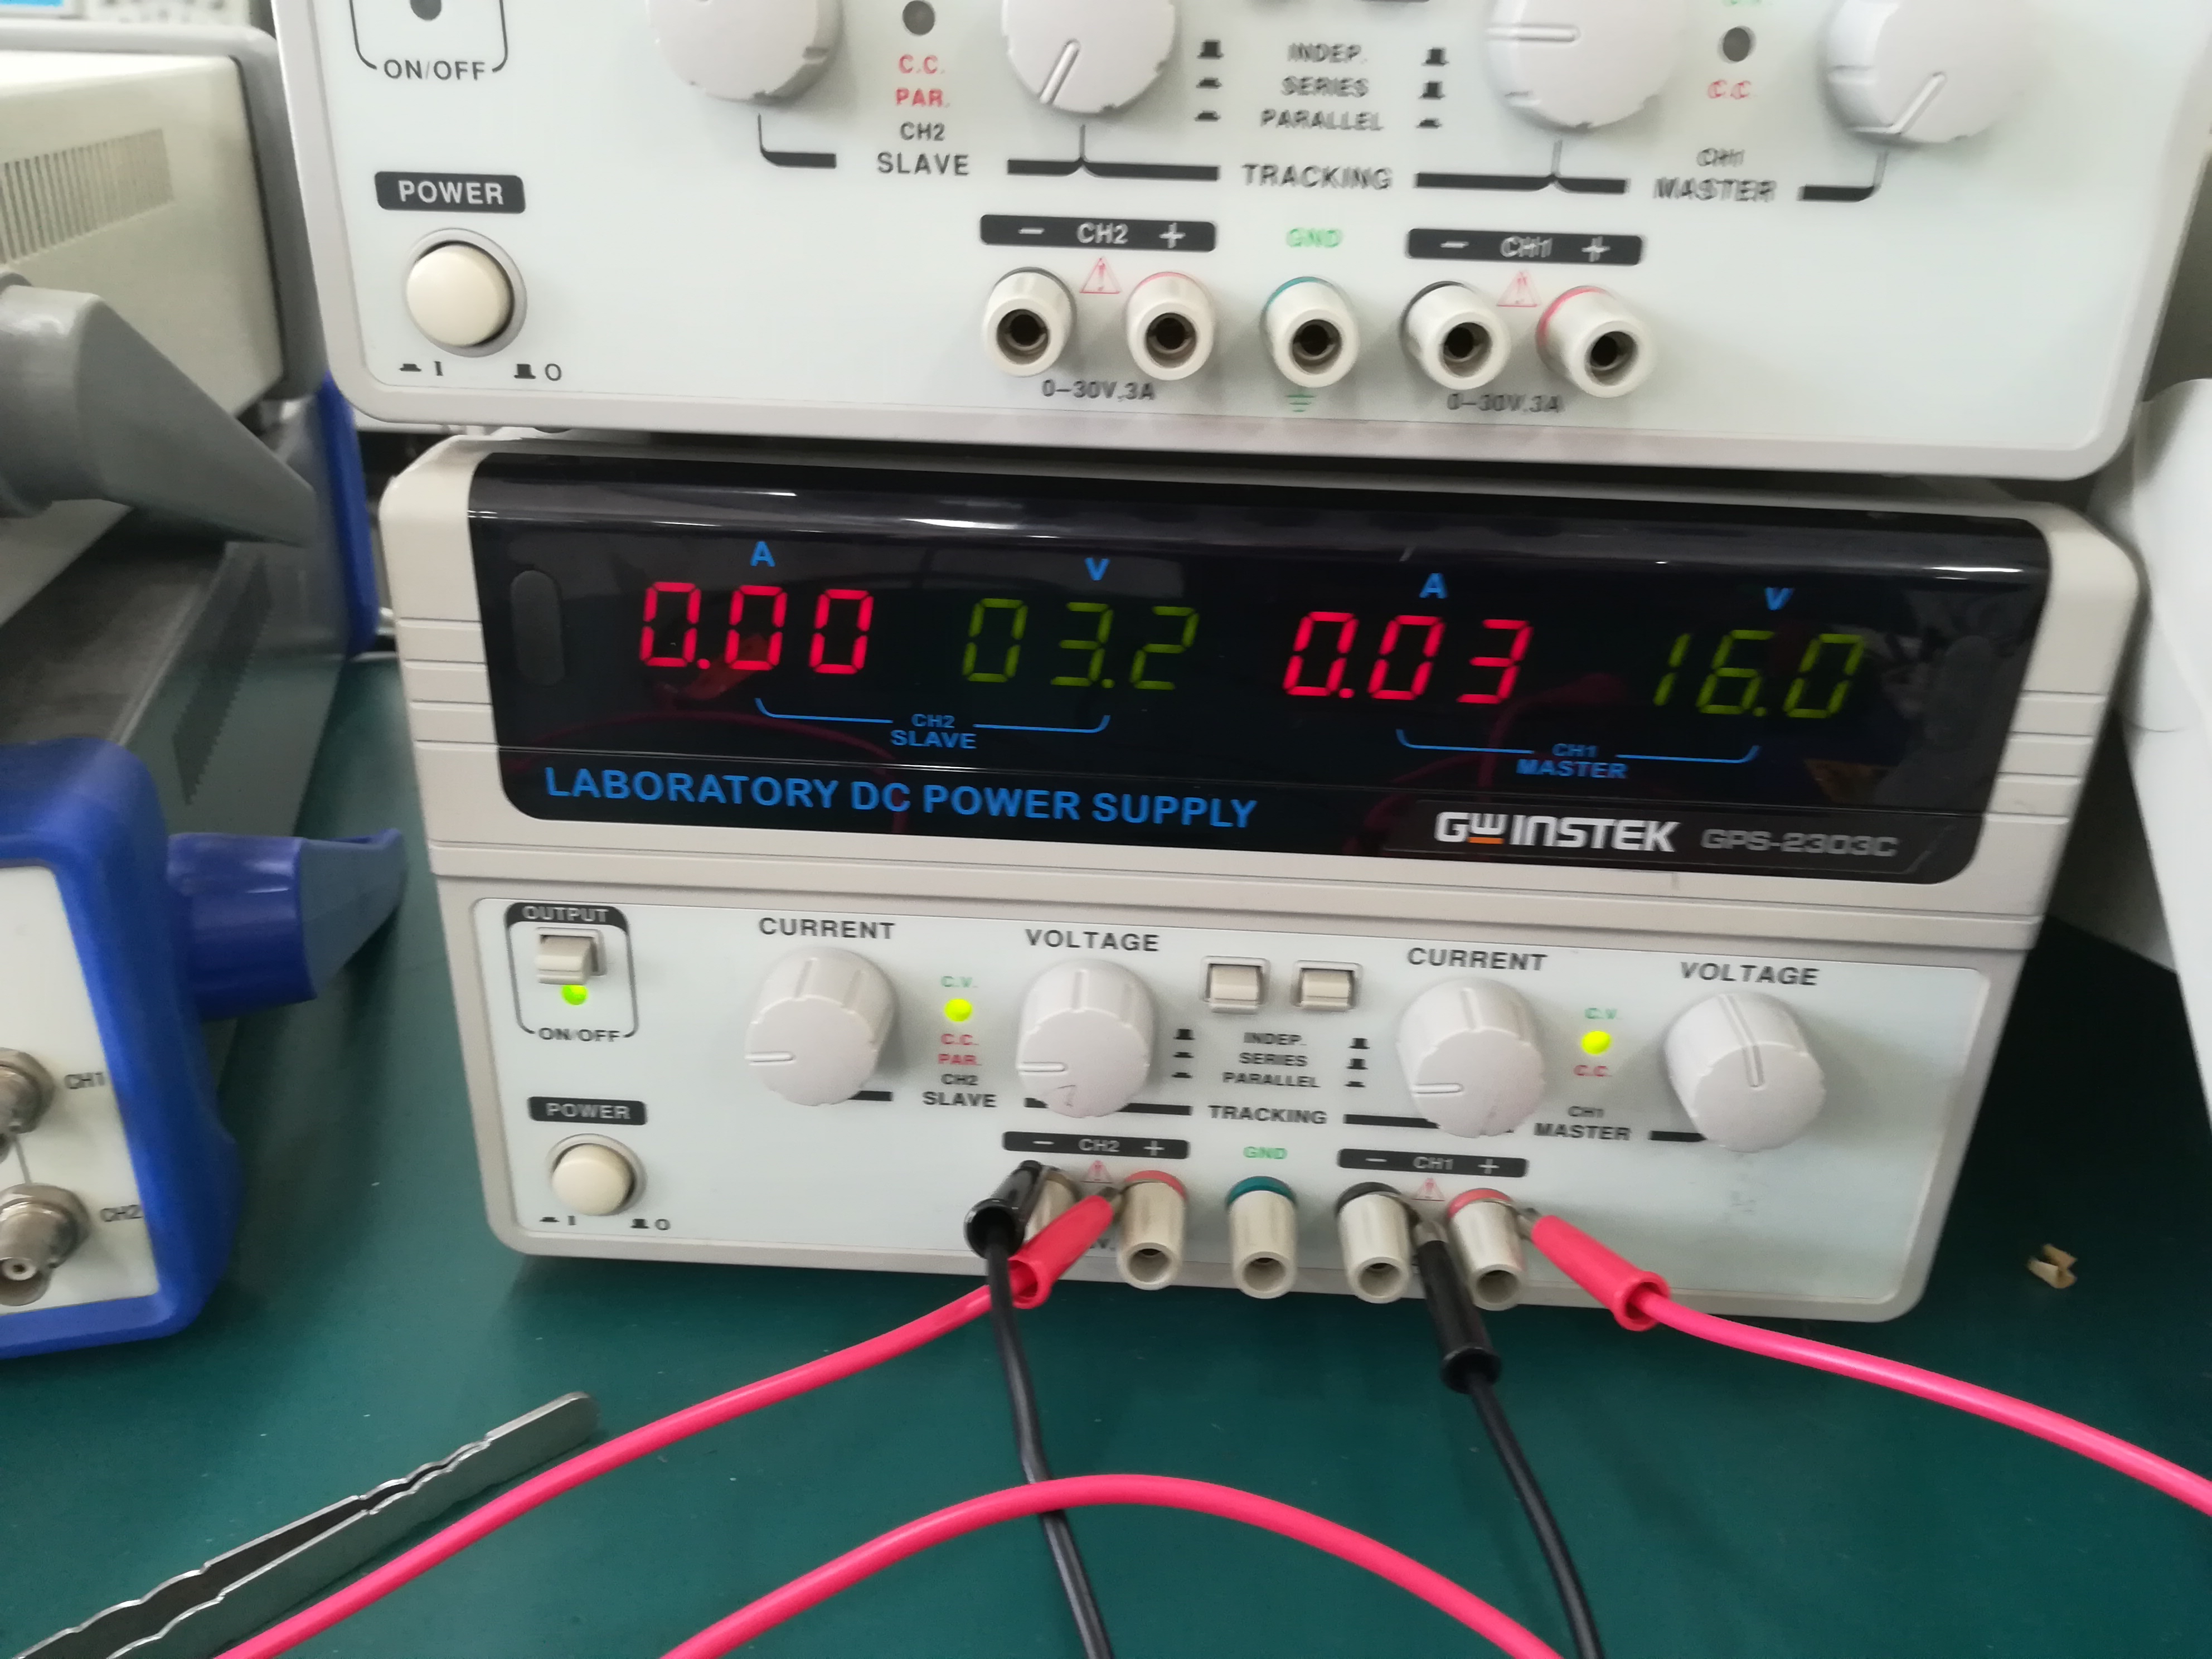 ON/OFF
C.C.
PAR.
CH2
SLAVE
INDEP.
SERIES
PARALLEL
TRACKING
C.C.
CH1
MASTER
POWER
I O
- CH2 +
GND
- CH1 +
0-30V,3A
0-30V,3A
A V A V
0.00 03.2 0.03 16.0
CH2
SLAVE
CH1
MASTER
LABORATORY DC POWER SUPPLY
GW INSTEK GPS-2303C
OUTPUT
ON/OFF
CURRENT
VOLTAGE
CURRENT
VOLTAGE
C.V.
C.C.
PAR.
CH2
SLAVE
INDEP.
SERIES
PARALLEL
TRACKING
C.V.
C.C.
CH1
MASTER
POWER
I O
- CH2 +
GND
- CH1 +
CH1
CH2